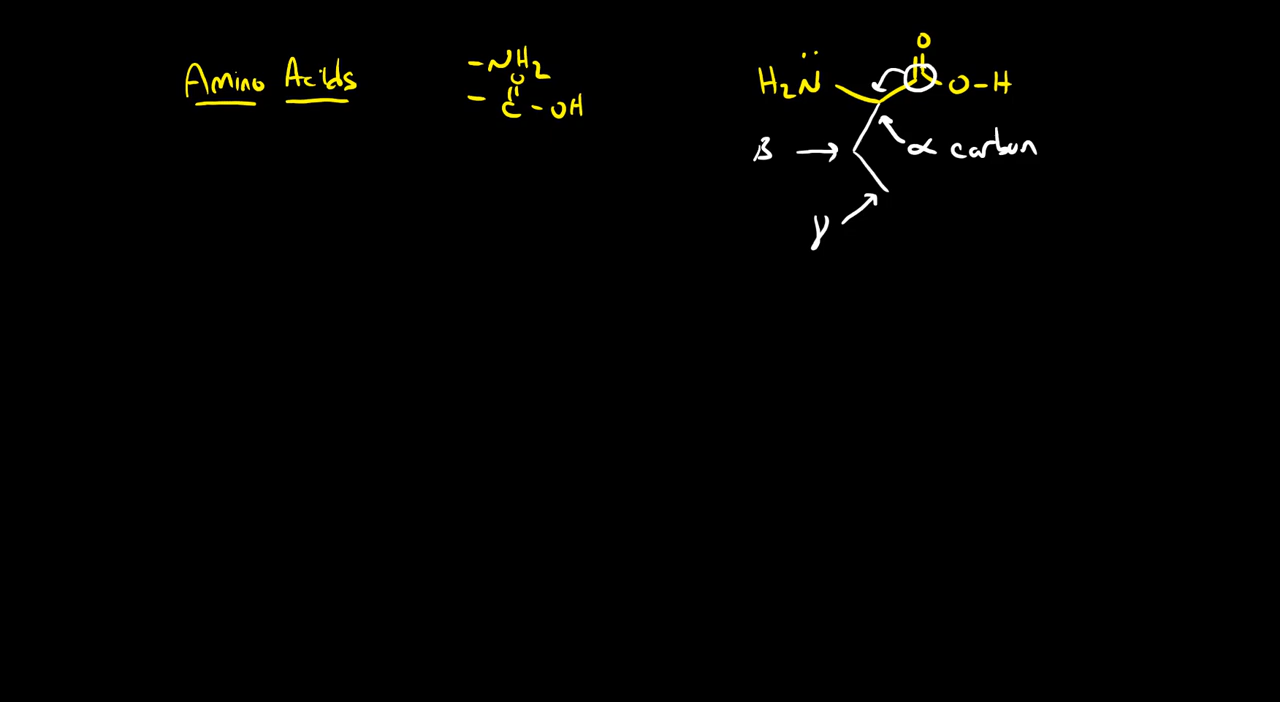 Amino Acids
-NH2
O
- C - OH
O
H2N O-H
β α carbon
γ